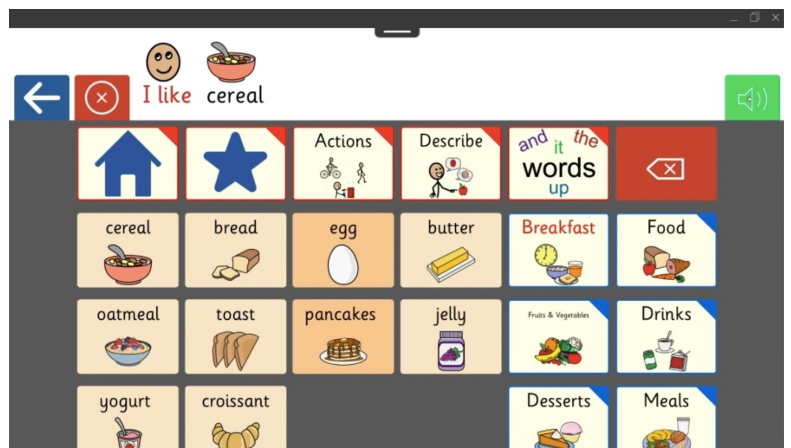 I like cereal
Actions
Describe
and it the
words
up
cereal
bread
egg
butter
Breakfast
Food
oatmeal
toast
pancakes
jelly
Fruits & Vegetables
Drinks
yogurt
croissant
Desserts
Meals